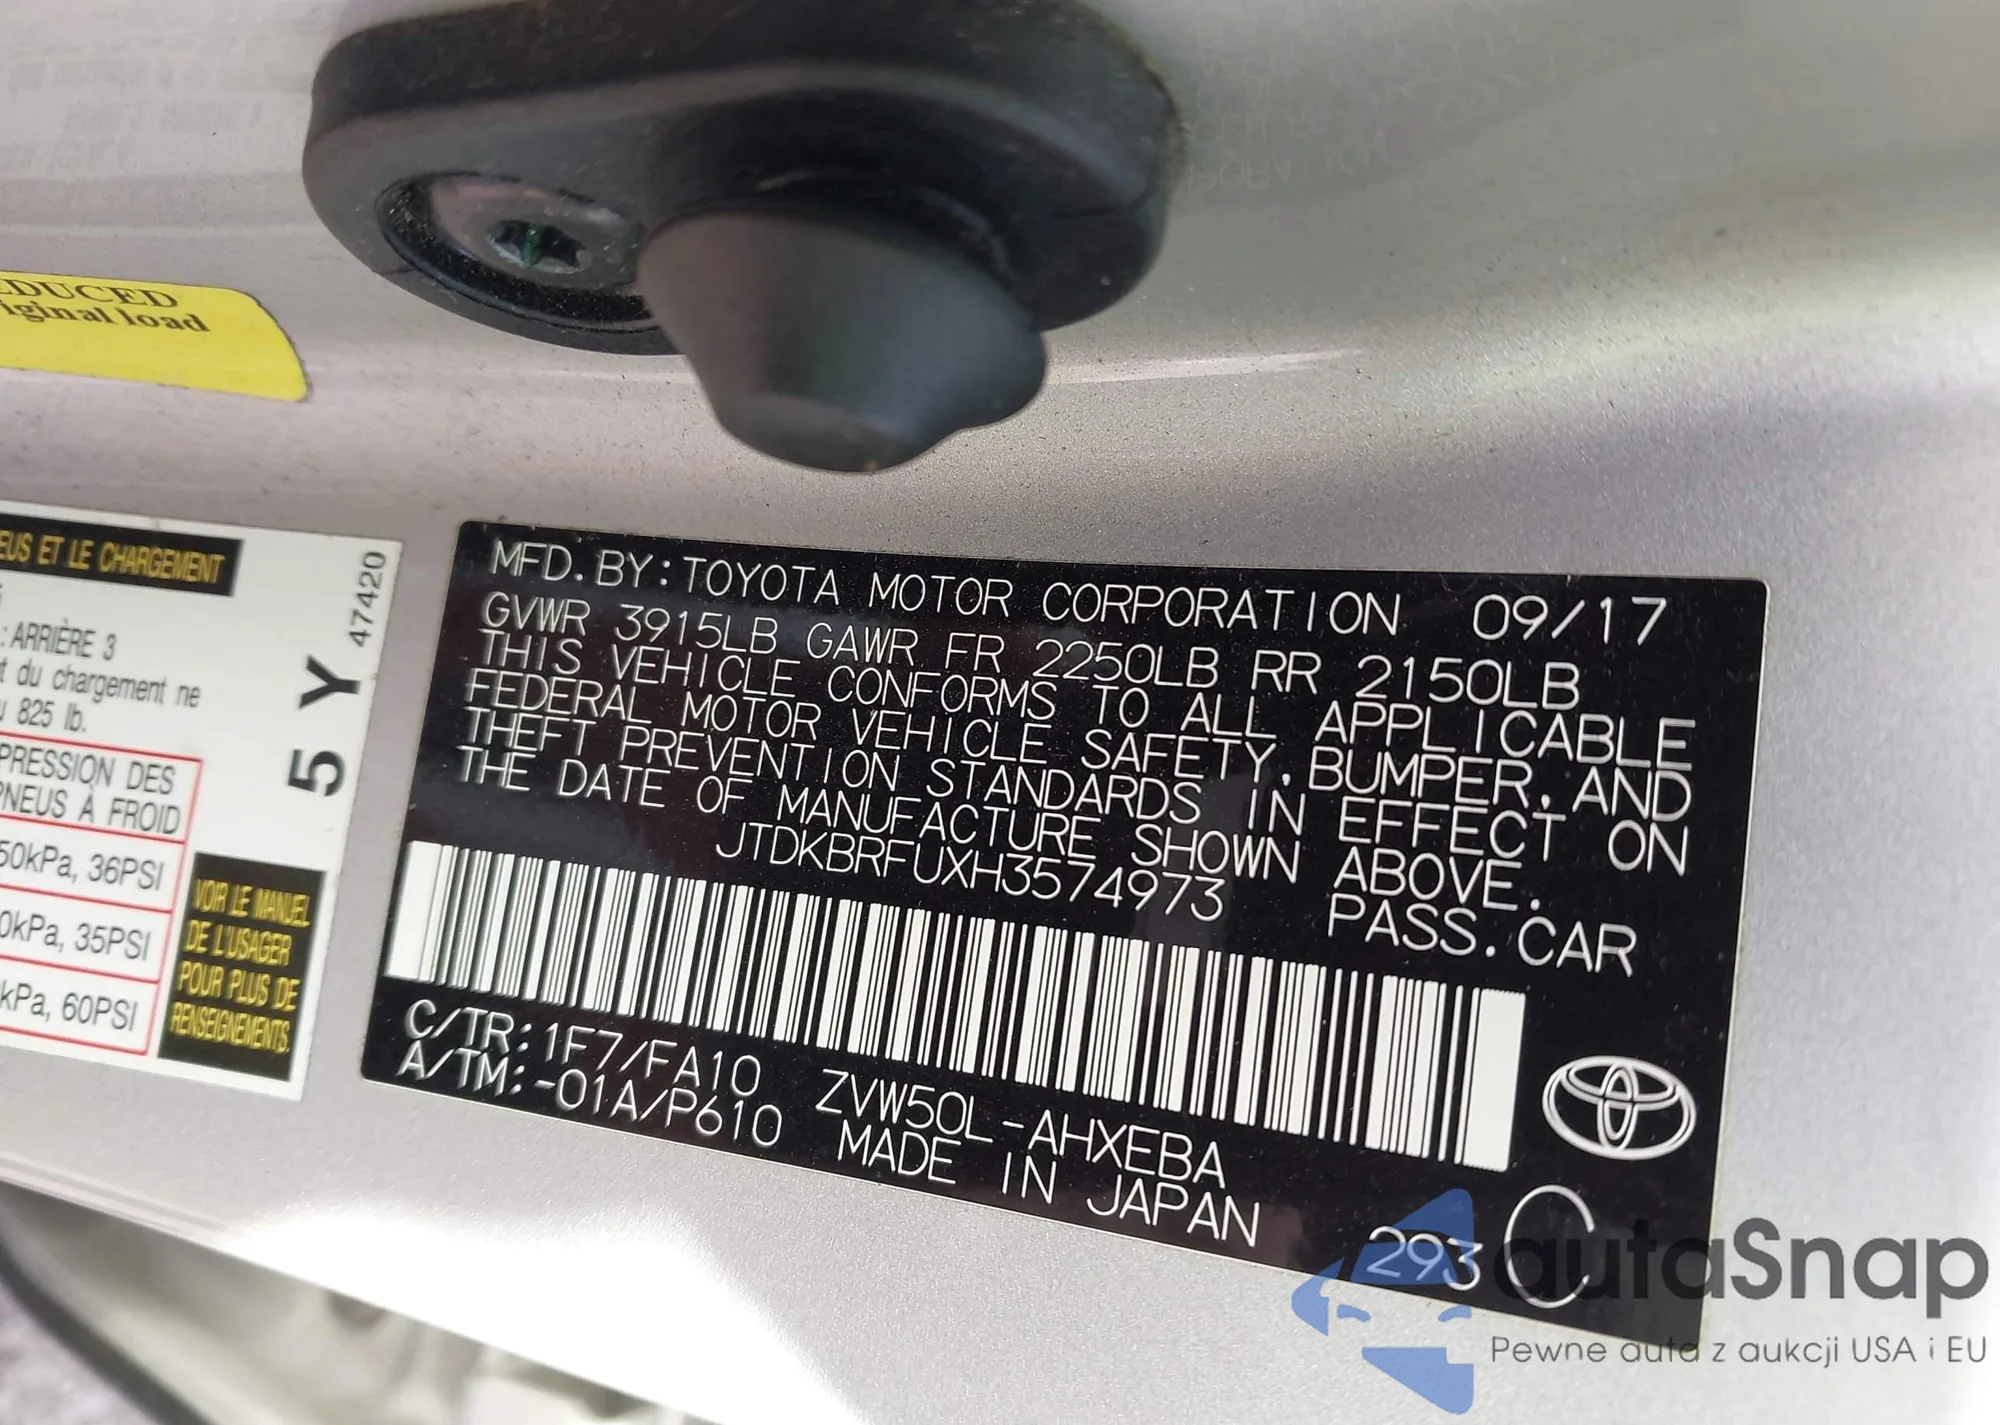 EDUCED
iginal load
EUS ET LE CHARGEMENT
: ARRIÈRE 3
t du chargement ne
825 lb.
PRESSION DES
PNEUS À FROID
50kPa, 36PSI
0kPa, 35PSI
kPa, 60PSI
VOIR LE MANUEL
DE L'USAGER
POUR PLUS DE
RENSEIGNEMENTS.
5 Y 47420
MFD. BY: TOYOTA MOTOR CORPORATION 09/17
GVWR 3915LB GAWR FR 2250LB RR 2150LB
THIS VEHICLE CONFORMS TO ALL APPLICABLE
FEDERAL MOTOR VEHICLE SAFETY, BUMPER, AND
THEFT PREVENTION STANDARDS IN EFFECT ON
THE DATE OF MANUFACTURE SHOWN ABOVE.
JTDKBRFUXH3574973 PASS. CAR
C/TR: 1F7/FA10 ZVW50L-AHXEBA
A/TM: -01A/P610 MADE IN JAPAN
293 C
autaSnap
Pewne auta z aukcji USA i EU